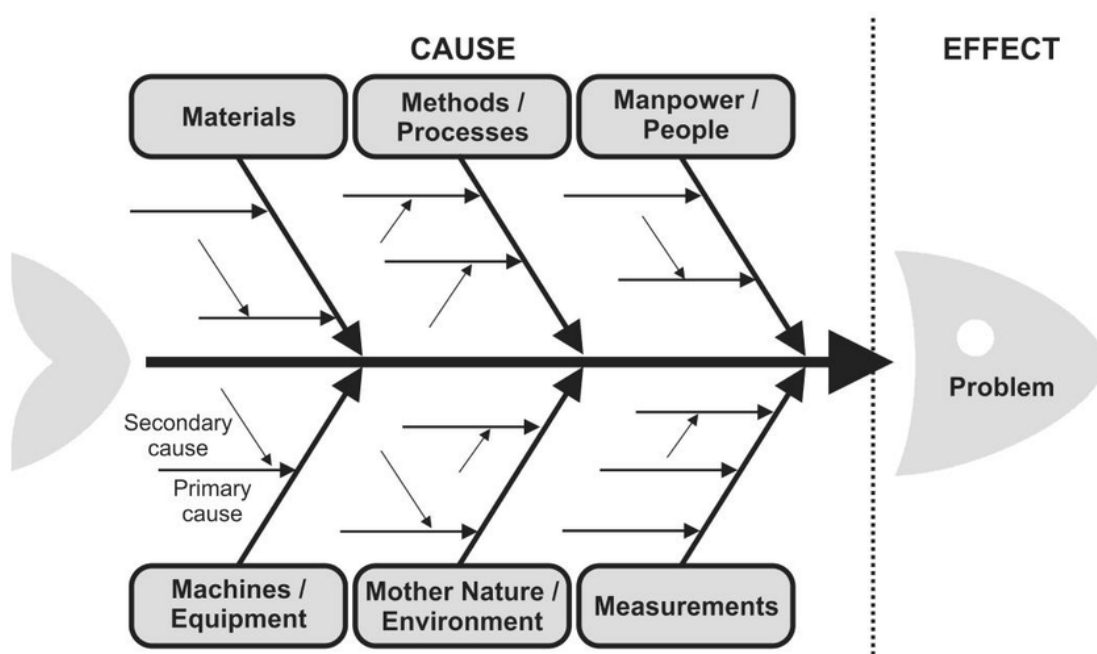 CAUSE
EFFECT
Materials
Methods /
Processes
Manpower /
People
Secondary
cause
Primary
cause
Problem
Machines /
Equipment
Mother Nature /
Environment
Measurements